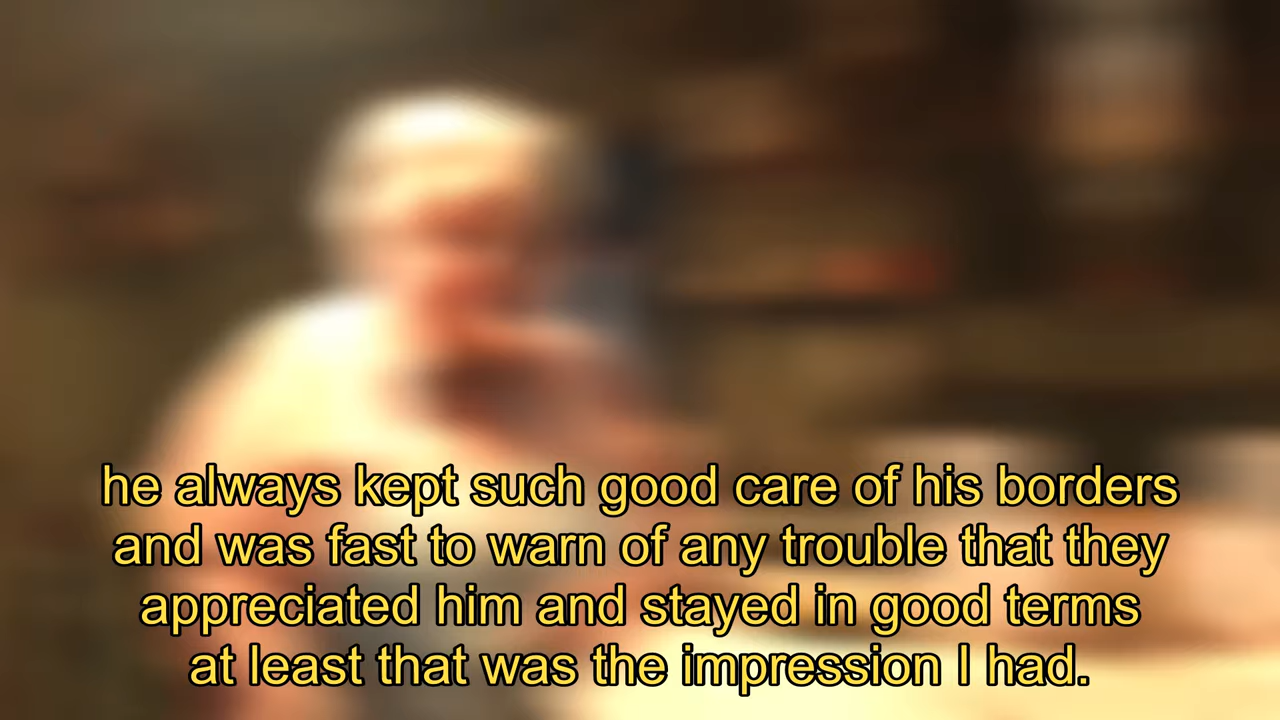 he always kept such good care of his borders
and was fast to warn of any trouble that they
appreciated him and stayed in good terms
at least that was the impression I had.